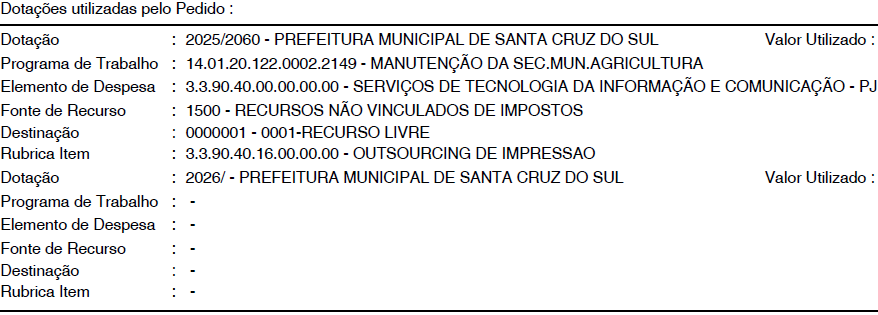 Dotações utilizadas pelo Pedido :
Dotação : 2025/2060 - PREFEITURA MUNICIPAL DE SANTA CRUZ DO SUL Valor Utilizado :
Programa de Trabalho : 14.01.20.122.0002.2149 - MANUTENÇÃO DA SEC.MUN.AGRICULTURA
Elemento de Despesa : 3.3.90.40.00.00.00.00 - SERVIÇOS DE TECNOLOGIA DA INFORMAÇÃO E COMUNICAÇÃO - PJ
Fonte de Recurso : 1500 - RECURSOS NÃO VINCULADOS DE IMPOSTOS
Destinação : 0000001 - 0001-RECURSO LIVRE
Rubrica Item : 3.3.90.40.16.00.00.00 - OUTSOURCING DE IMPRESSAO
Dotação : 2026/ - PREFEITURA MUNICIPAL DE SANTA CRUZ DO SUL Valor Utilizado :
Programa de Trabalho : -
Elemento de Despesa : -
Fonte de Recurso : -
Destinação : -
Rubrica Item : -